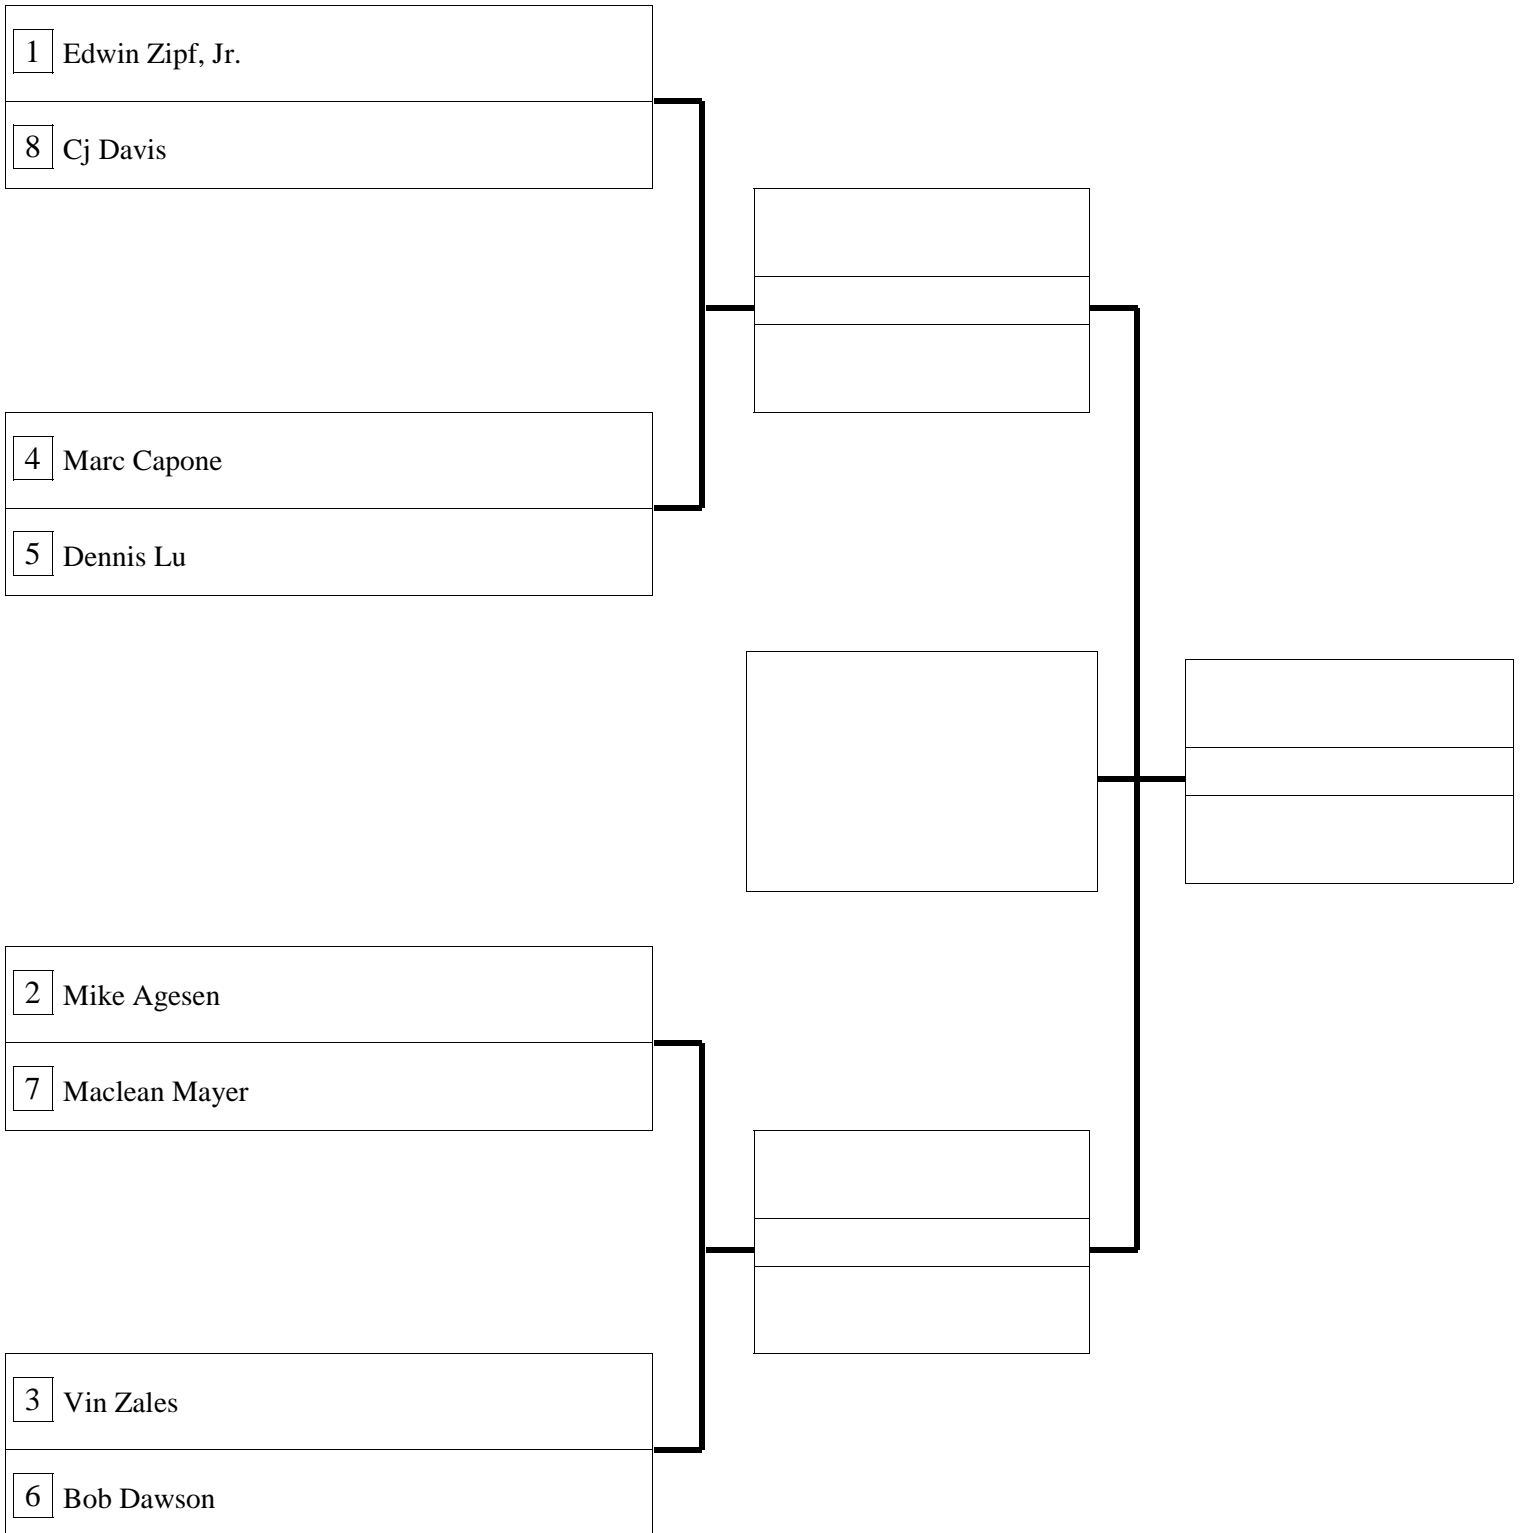 1 Edwin Zipf, Jr.
8 Cj Davis
4 Marc Capone
5 Dennis Lu
2 Mike Agesen
7 Maclean Mayer
3 Vin Zales
6 Bob Dawson